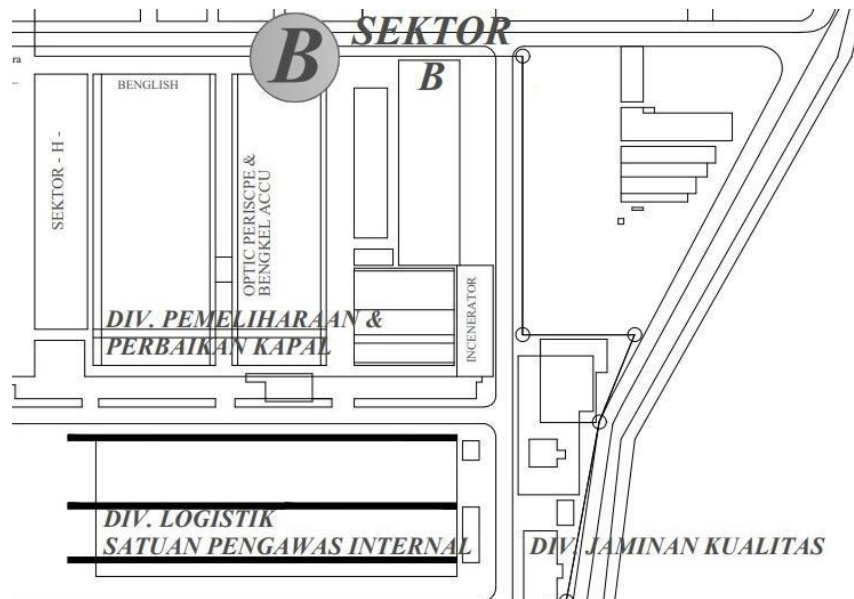 B
SEKTOR
B
ra
BENGLISH
SEKTOR - H -
OPTIC PERISCPE &
BENGKEL ACCU
DIV. PEMELIHARAAN &
PERBAIKAN KAPAL
INCENERATOR
DIV. LOGISTIK
SATUAN PENGAWAS INTERNAL
DIV. JAMINAN KUALITAS